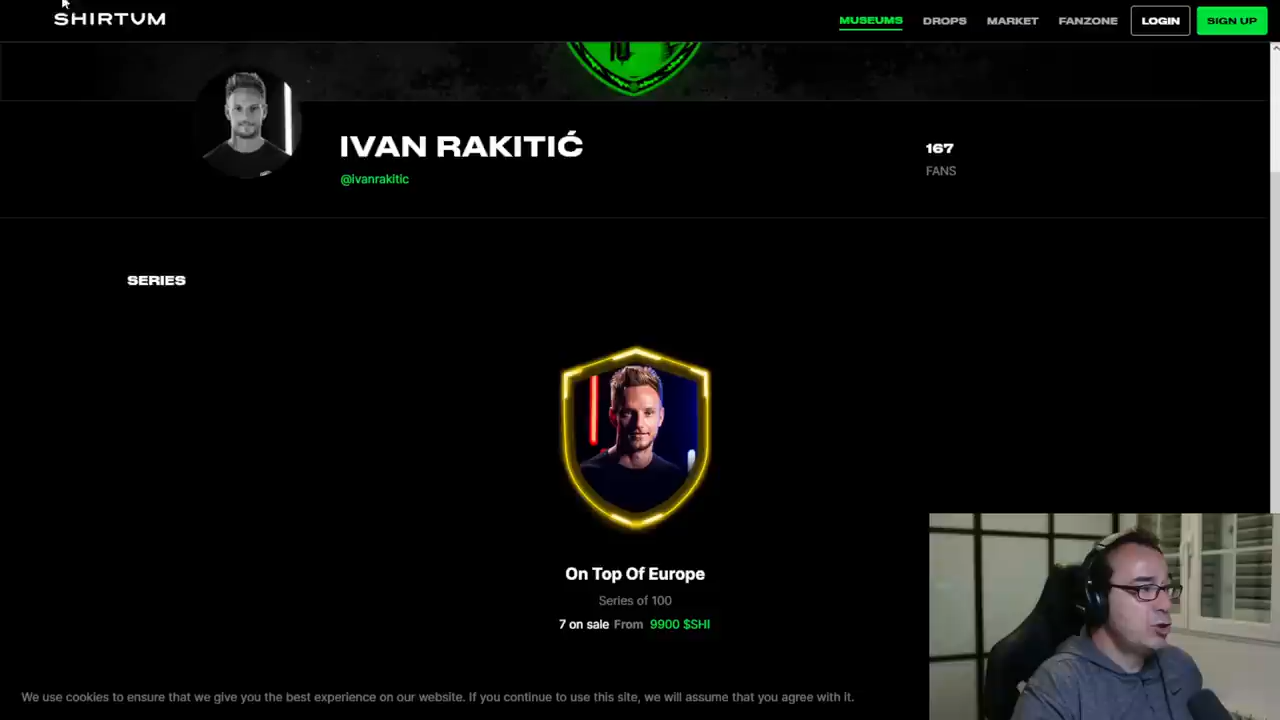 SHIRTUM
MUSEUMS DROPS MARKET FANZONE LOGIN SIGN UP
IVAN RAKITIĆ
@ivanrakitic
167
FANS
SERIES
On Top Of Europe
Series of 100
7 on sale From 9900 $SHI
We use cookies to ensure that we give you the best experience on our website. If you continue to use this site, we will assume that you agree with it.